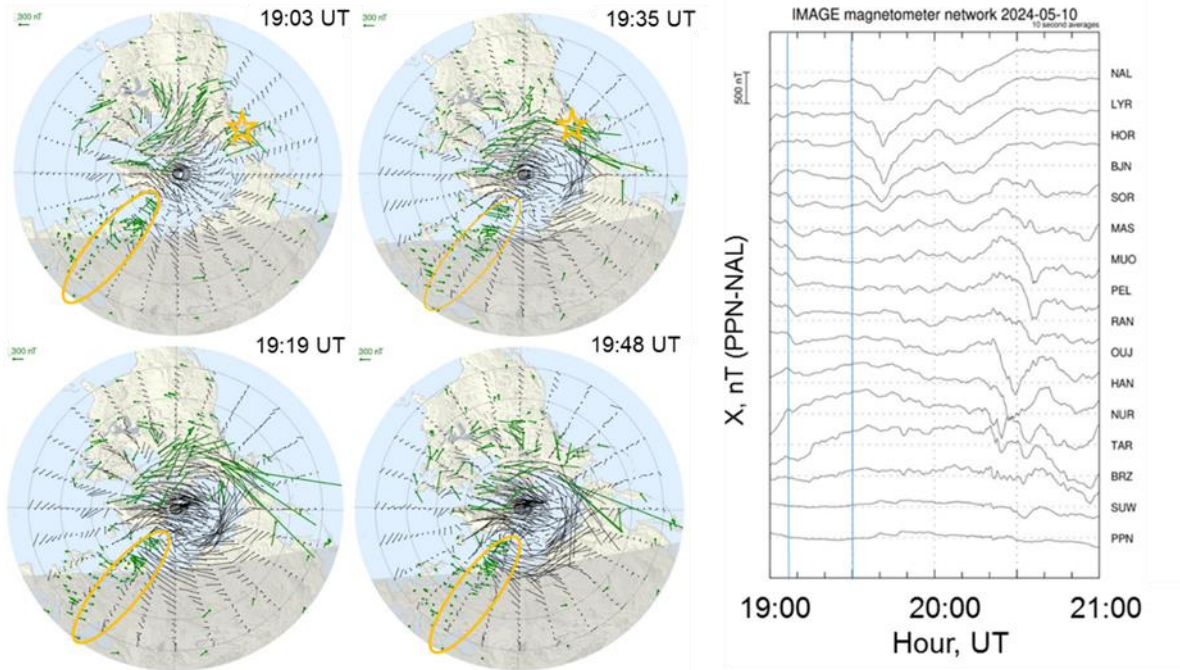 300 nT
19:03 UT
300 nT
19:35 UT
300 nT
19:19 UT
300 nT
19:48 UT
IMAGE magnetometer network 2024-05-10
10 second averages
500 nT
X, nT (PPN-NAL)
NAL
LYR
HOR
BJN
SOR
MAS
MUO
PEL
RAN
OUJ
HAN
NUR
TAR
BRZ
SUW
PPN
19:00
20:00
21:00
Hour, UT